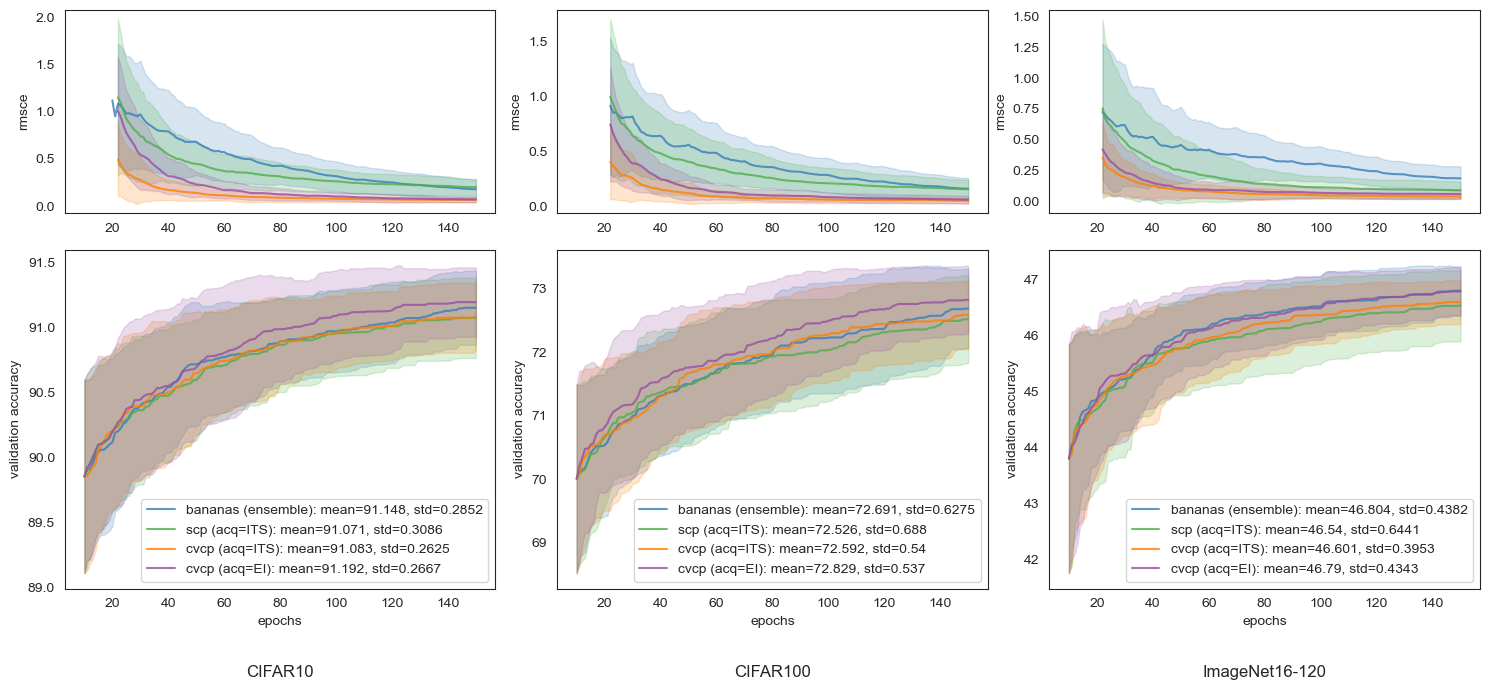 2.0
1.5
1.0
0.5
0.0
rmsce
20 40 60 80 100 120 140
1.5
1.0
0.5
0.0
rmsce
20 40 60 80 100 120 140
1.50
1.25
1.00
0.75
0.50
0.25
0.00
rmsce
20 40 60 80 100 120 140
91.5
91.0
90.5
90.0
89.5
89.0
validation accuracy
bananas (ensemble): mean=91.148, std=0.2852
scp (acq=ITS): mean=91.071, std=0.3086
cvcp (acq=ITS): mean=91.083, std=0.2625
cvcp (acq=EI): mean=91.192, std=0.2667
20 40 60 80 100 120 140
epochs
73
72
71
70
69
validation accuracy
bananas (ensemble): mean=72.691, std=0.6275
scp (acq=ITS): mean=72.526, std=0.688
cvcp (acq=ITS): mean=72.592, std=0.54
cvcp (acq=EI): mean=72.829, std=0.537
20 40 60 80 100 120 140
epochs
47
46
45
44
43
42
validation accuracy
bananas (ensemble): mean=46.804, std=0.4382
scp (acq=ITS): mean=46.54, std=0.6441
cvcp (acq=ITS): mean=46.601, std=0.3953
cvcp (acq=EI): mean=46.79, std=0.4343
20 40 60 80 100 120 140
epochs
CIFAR10
CIFAR100
ImageNet16-120